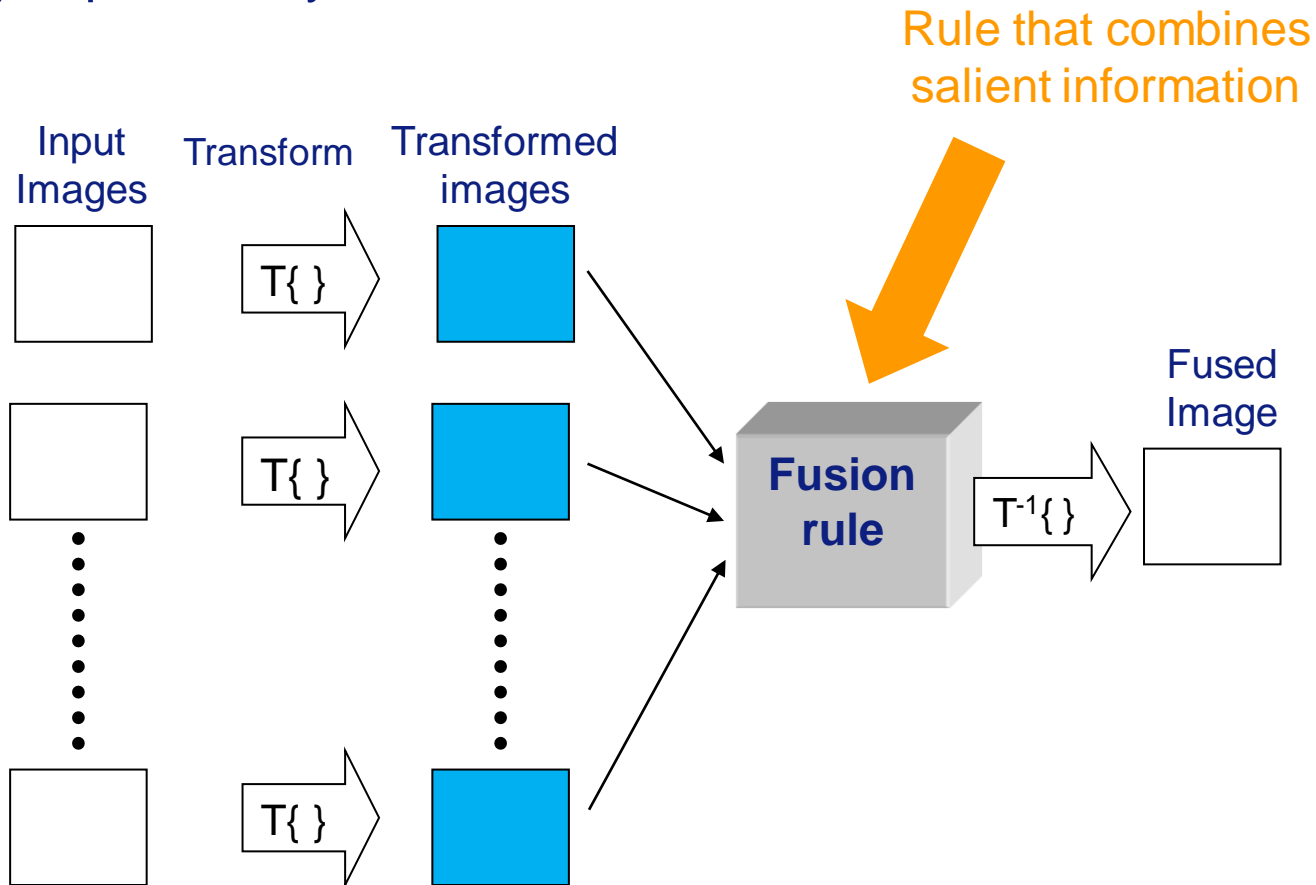 Rule that combines
salient information
Input
Images
Transform
Transformed
images
T{ }
T{ }
T{ }
Fusion
rule
T-1{ }
Fused
Image